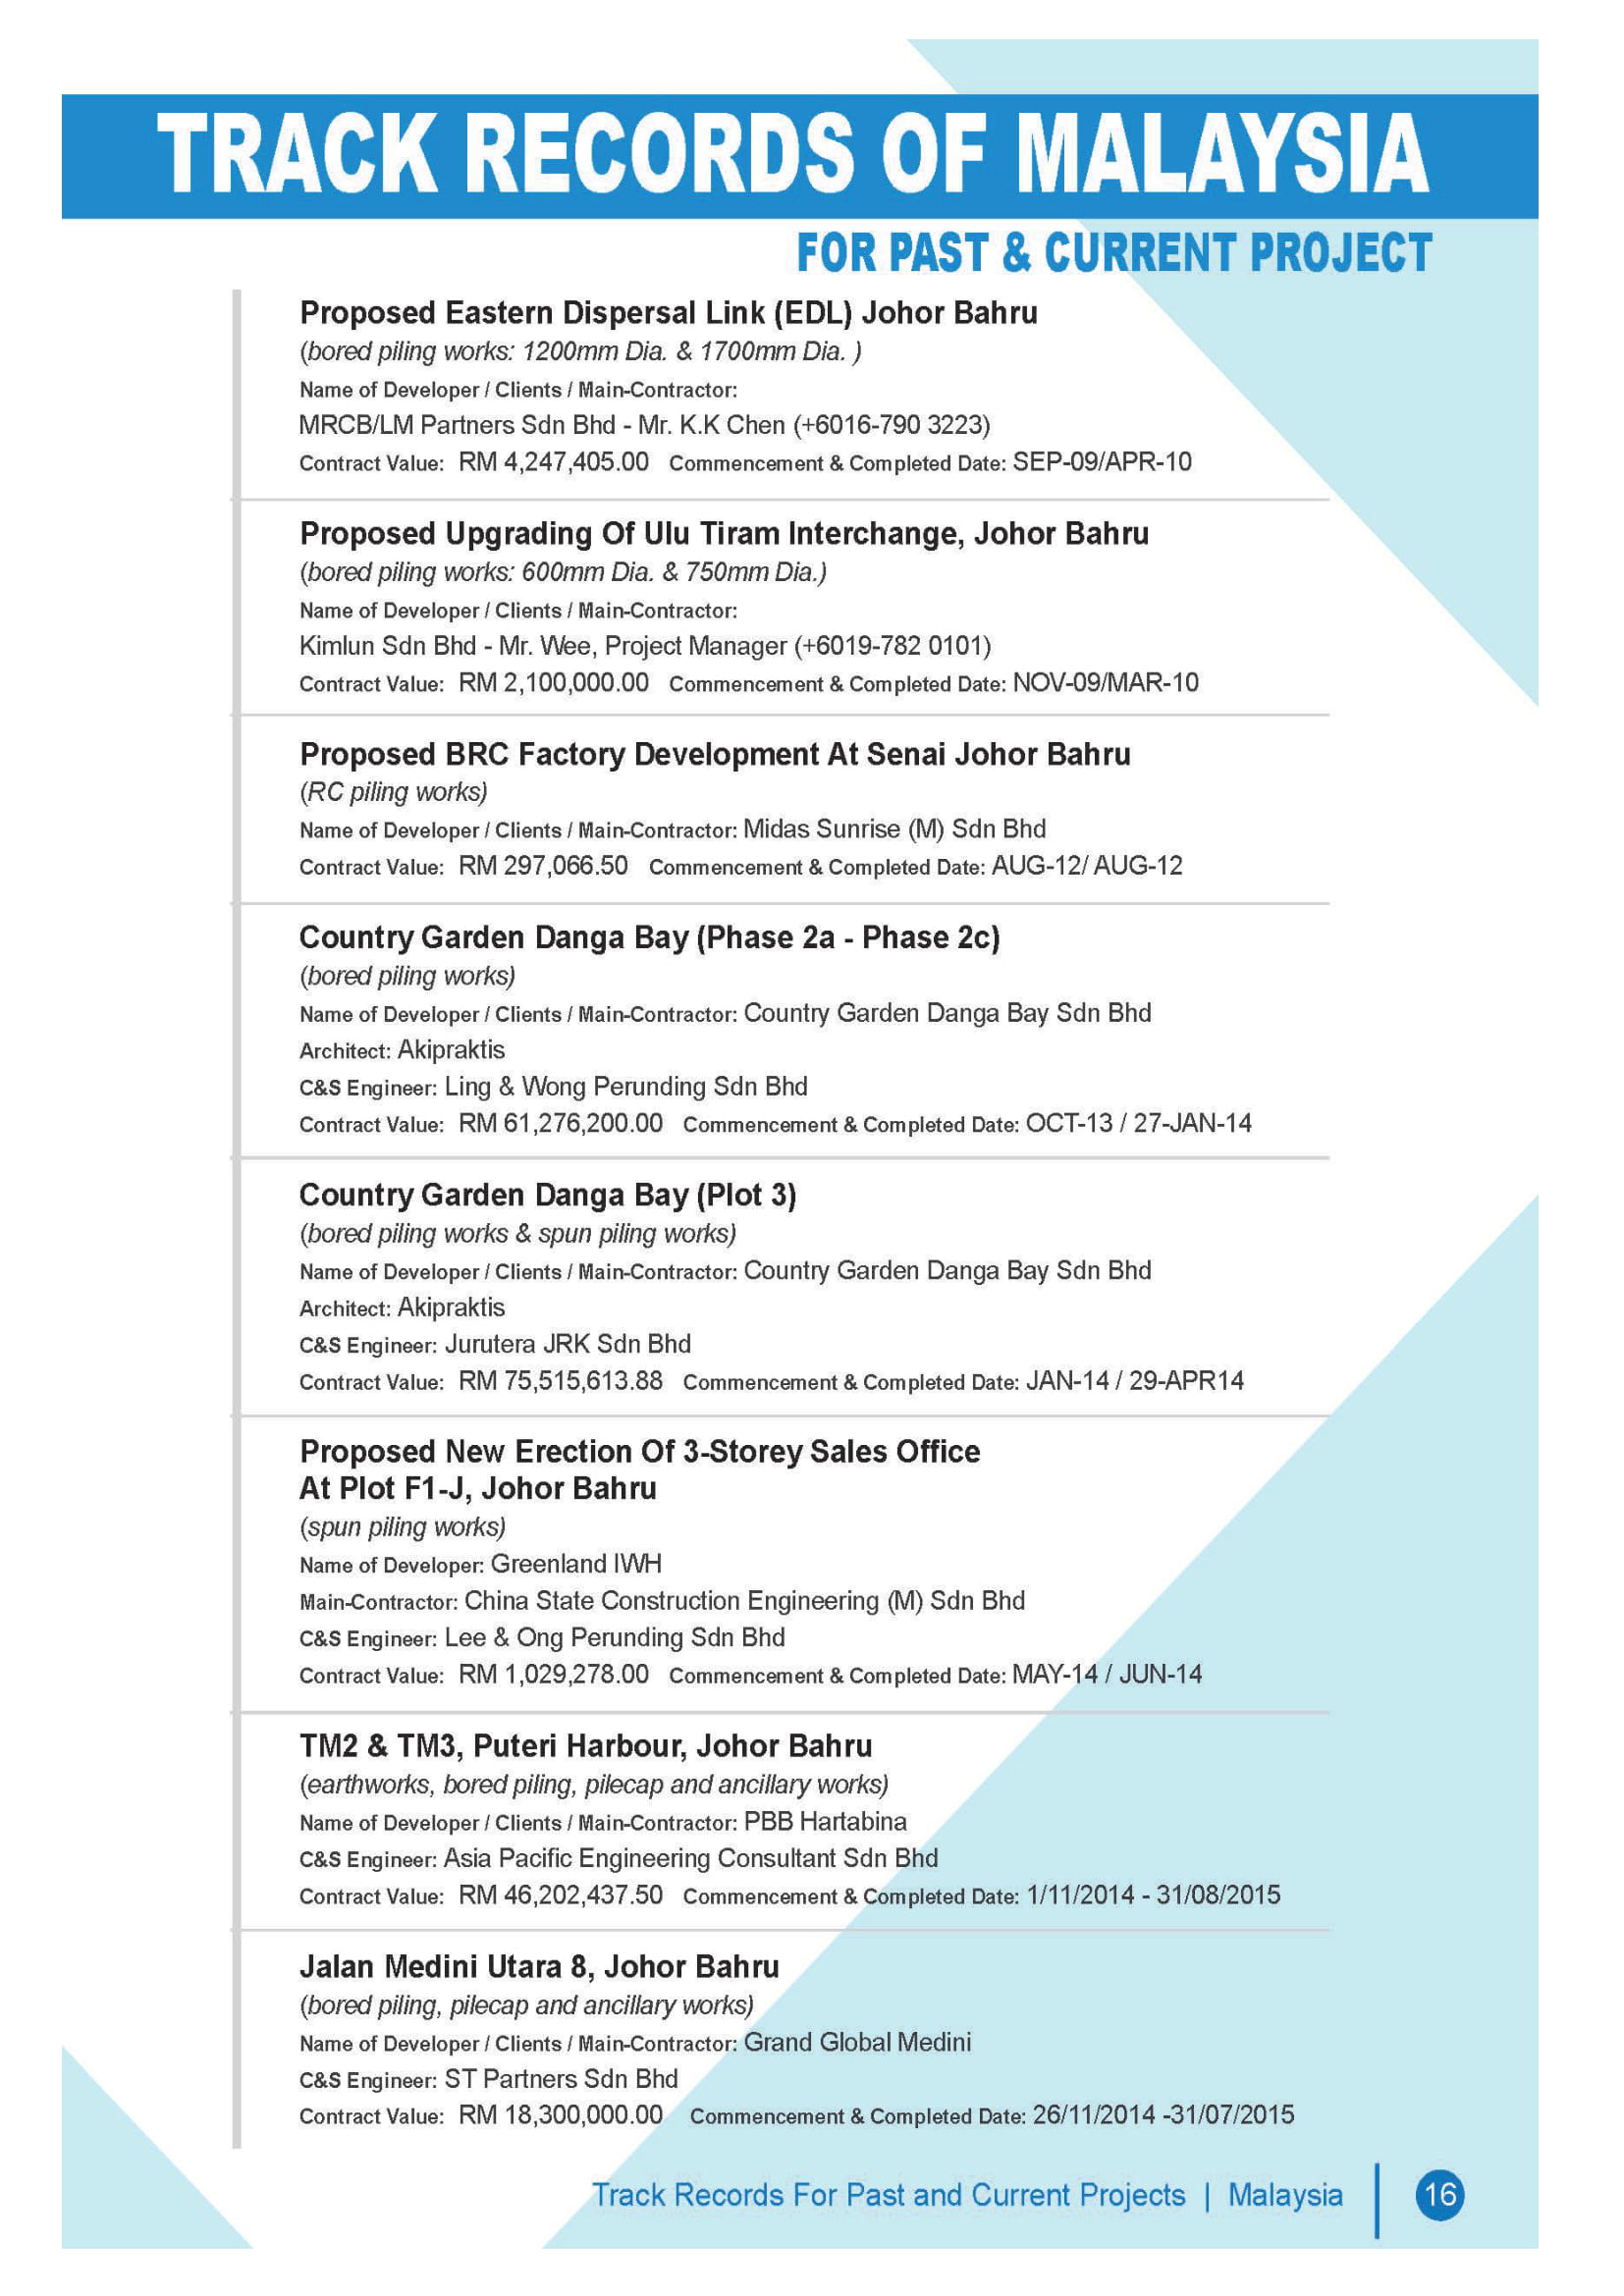 TRACK RECORDS OF MALAYSIA
FOR PAST & CURRENT PROJECT
Proposed Eastern Dispersal Link (EDL) Johor Bahru
(bored piling works: 1200mm Dia. & 1700mm Dia. )
Name of Developer / Clients / Main-Contractor:
MRCB/LM Partners Sdn Bhd - Mr. K.K Chen (+6016-790 3223)
Contract Value: RM 4,247,405.00 Commencement & Completed Date: SEP-09/APR-10
Proposed Upgrading Of Ulu Tiram Interchange, Johor Bahru
(bored piling works: 600mm Dia. & 750mm Dia.)
Name of Developer / Clients / Main-Contractor:
Kimlun Sdn Bhd - Mr. Wee, Project Manager (+6019-782 0101)
Contract Value: RM 2,100,000.00 Commencement & Completed Date: NOV-09/MAR-10
Proposed BRC Factory Development At Senai Johor Bahru
(RC piling works)
Name of Developer / Clients / Main-Contractor: Midas Sunrise (M) Sdn Bhd
Contract Value: RM 297,066.50 Commencement & Completed Date: AUG-12/ AUG-12
Country Garden Danga Bay (Phase 2a - Phase 2c)
(bored piling works)
Name of Developer / Clients / Main-Contractor: Country Garden Danga Bay Sdn Bhd
Architect: Akipraktis
C&S Engineer: Ling & Wong Perunding Sdn Bhd
Contract Value: RM 61,276,200.00 Commencement & Completed Date: OCT-13 / 27-JAN-14
Country Garden Danga Bay (Plot 3)
(bored piling works & spun piling works)
Name of Developer / Clients / Main-Contractor: Country Garden Danga Bay Sdn Bhd
Architect: Akipraktis
C&S Engineer: Jurutera JRK Sdn Bhd
Contract Value: RM 75,515,613.88 Commencement & Completed Date: JAN-14 / 29-APR14
Proposed New Erection Of 3-Storey Sales Office
At Plot F1-J, Johor Bahru
(spun piling works)
Name of Developer: Greenland IWH
Main-Contractor: China State Construction Engineering (M) Sdn Bhd
C&S Engineer: Lee & Ong Perunding Sdn Bhd
Contract Value: RM 1,029,278.00 Commencement & Completed Date: MAY-14 / JUN-14
TM2 & TM3, Puteri Harbour, Johor Bahru
(earthworks, bored piling, pilecap and ancillary works)
Name of Developer / Clients / Main-Contractor: PBB Hartabina
C&S Engineer: Asia Pacific Engineering Consultant Sdn Bhd
Contract Value: RM 46,202,437.50 Commencement & Completed Date: 1/11/2014 - 31/08/2015
Jalan Medini Utara 8, Johor Bahru
(bored piling, pilecap and ancillary works)
Name of Developer / Clients / Main-Contractor: Grand Global Medini
C&S Engineer: ST Partners Sdn Bhd
Contract Value: RM 18,300,000.00 Commencement & Completed Date: 26/11/2014 -31/07/2015
Track Records For Past and Current Projects | Malaysia 16